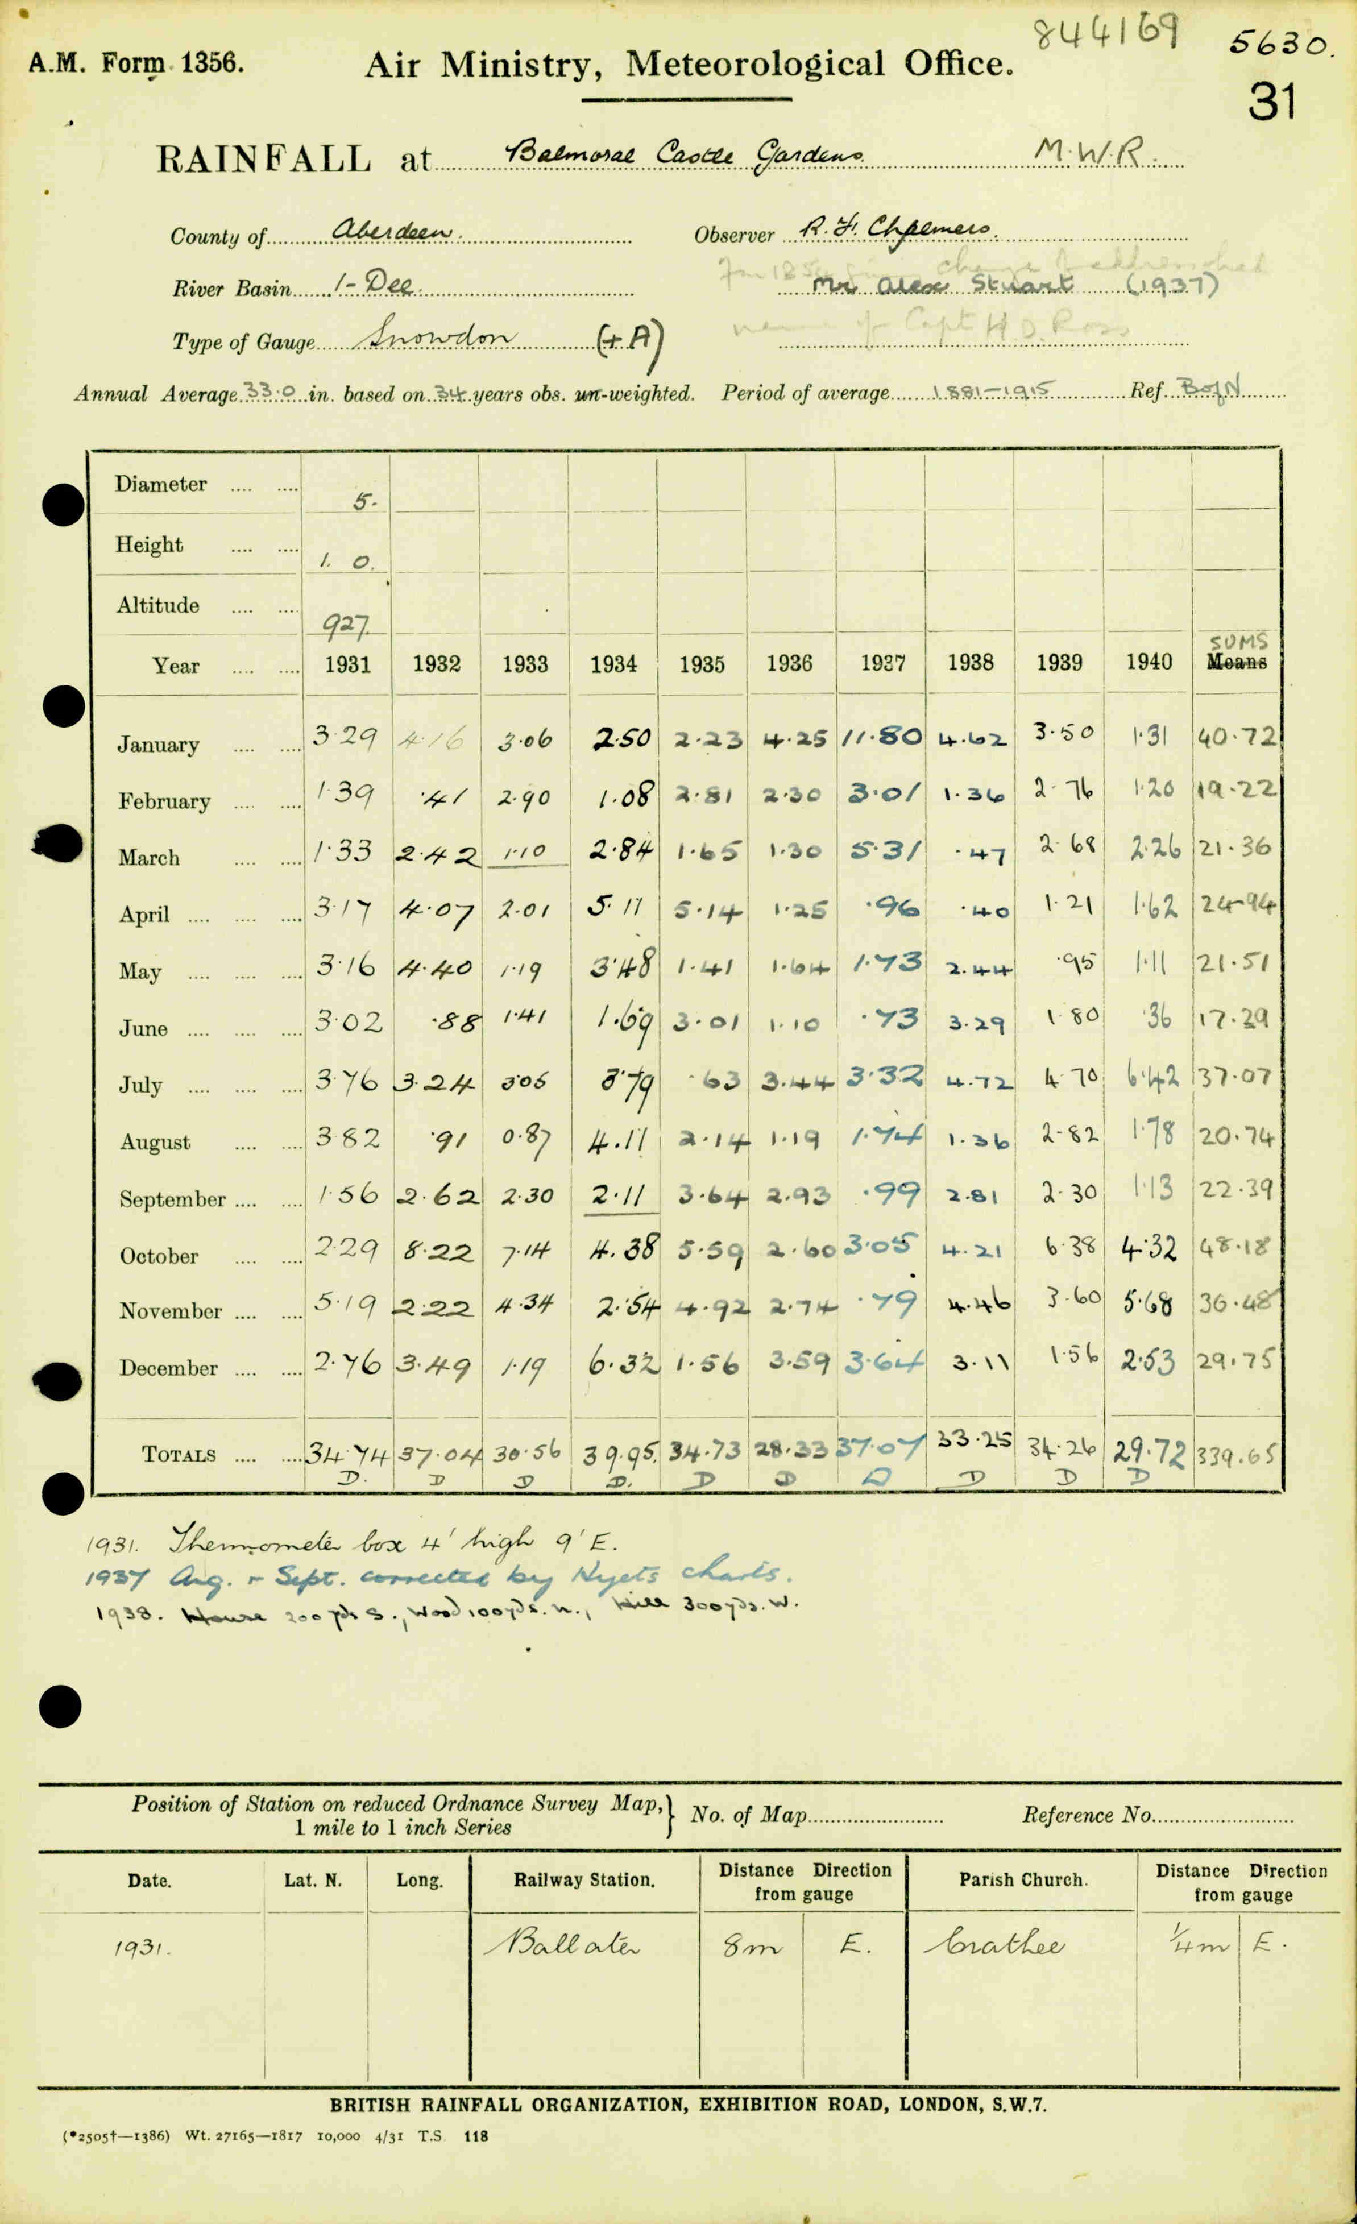 844169 5630.
A.M. Form 1356. Air Ministry, Meteorological Office.
31
RAINFALL at Balmoral Castle Gardens. M.W.R.
County of Aberdeen. Observer R. F. Chalmers.
River Basin 1-Dee Mr Alex Stuart (1937)
Type of Gauge Snowdon (+A) name of Capt H.D. Ross
Annual Average 33.0 in. based on 34 years obs. un-weighted. Period of average 1881-1915 Ref. B of N
Diameter 5.
Height 1. 0.
Altitude 927.
SUMS
Year 1931 1932 1933 1934 1935 1936 1937 1938 1939 1940 Means
January 3.29 4.16 3.06 2.50 2.23 4.25 11.80 4.62 3.50 1.31 40.72
February 1.39 .41 2.90 1.08 2.81 2.30 3.01 1.36 2.76 1.20 19.22
March 1.33 2.42 1.10 2.84 1.65 1.30 5.31 .47 2.68 2.26 21.36
April 3.17 4.07 2.01 5.11 5.14 1.25 .96 .40 1.21 1.62 24.94
May 3.16 4.40 1.19 3.48 1.41 1.64 1.73 2.44 .95 1.11 21.51
June 3.02 .88 1.41 1.69 3.01 1.10 .73 3.29 1.80 .36 17.29
July 3.76 3.24 3.05 3.79 .63 3.44 3.32 4.72 4.70 6.42 37.07
August 3.82 .91 0.87 4.11 2.14 1.19 1.74 1.36 2.82 1.78 20.74
September 1.56 2.62 2.30 2.11 3.64 2.93 .99 2.81 2.30 1.13 22.39
October 2.29 8.22 7.14 4.38 5.59 2.60 3.05 4.21 6.38 4.32 48.18
November 5.19 2.22 4.34 2.54 4.92 2.74 .79 4.46 3.60 5.68 36.48
December 2.76 3.49 1.19 6.32 1.56 3.59 3.64 3.11 1.56 2.53 29.75
TOTALS 34.74 37.04 30.56 39.95. 34.73 28.33 37.07 33.25 34.26 29.72 339.65
D. D D D. D D D D D D
1931. Thermometer box 4' high 9' E.
1937 Aug. + Sept. corrected by Hyets charts.
1938. House 200 yds S., Wood 100 yds. N., Hill 300 yds. W.
Position of Station on reduced Ordnance Survey Map, } No. of Map Reference No.
1 mile to 1 inch Series
Date. Lat. N. Long. Railway Station. Distance Direction from gauge Parish Church. Distance Direction from gauge
1931. Ballater 8m E. Crathee ¼m E.
BRITISH RAINFALL ORGANIZATION, EXHIBITION ROAD, LONDON, S.W.7.
(*2505†—1386) Wt. 27165—1817 10,000 4/31 T.S. 118